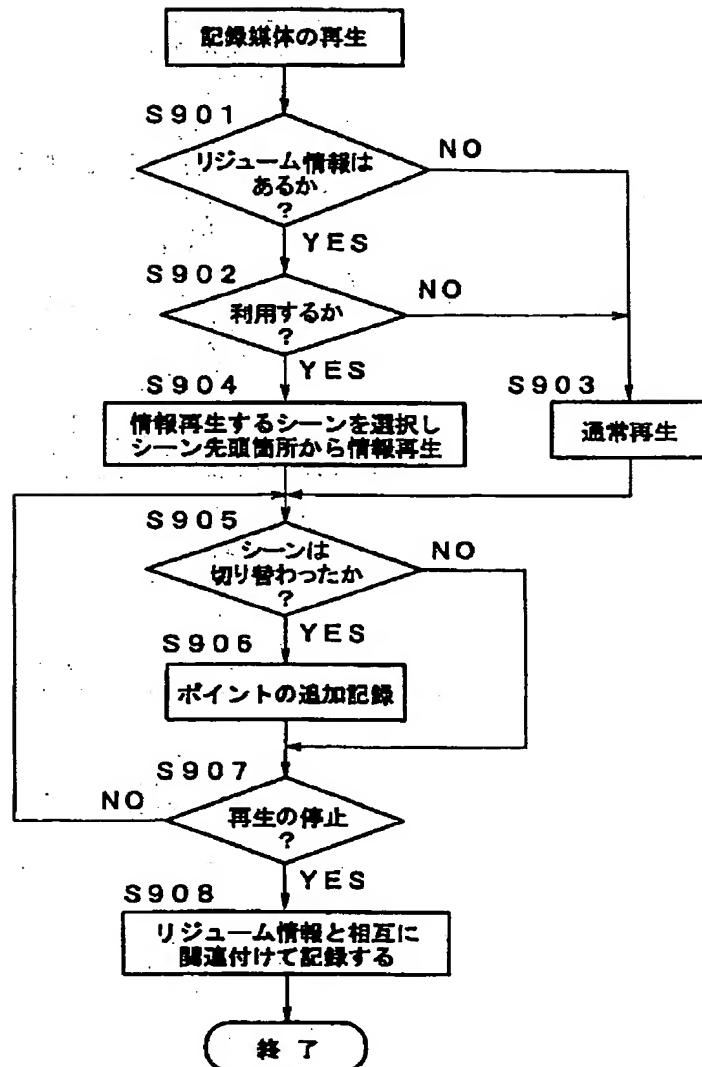 記録媒体の再生
S901
リジューム情報は
あるか
?
NO
YES
S902
利用するか
?
NO
YES
S904
情報再生するシーンを選択し
シーン先頭箇所から情報再生
S903
通常再生
S905
シーンは
切り替わったか
?
NO
YES
S906
ポイントの追加記録
S907
再生の停止
?
NO
YES
S908
リジューム情報と相互に
関連付けて記録する
終了